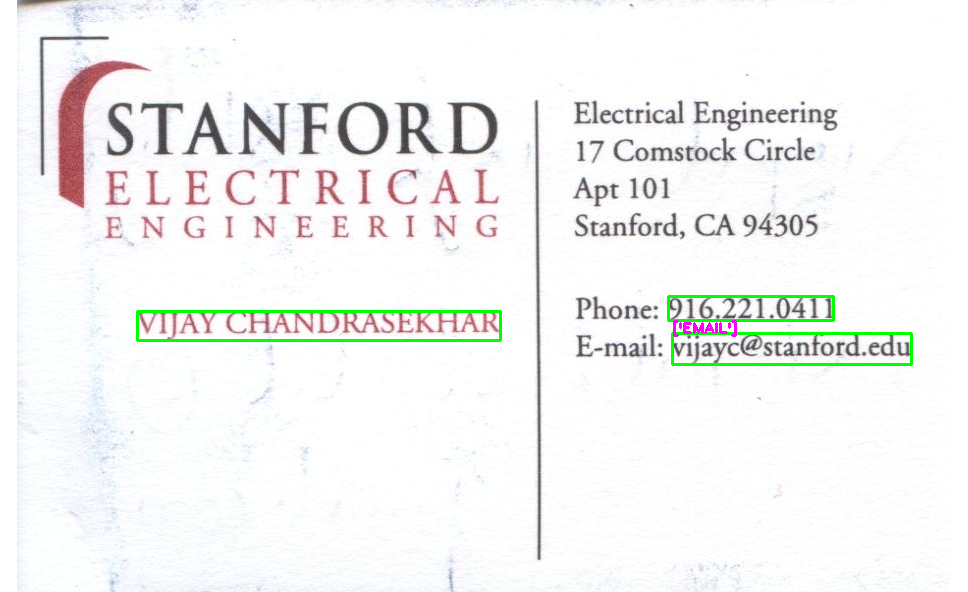 STANFORD
ELECTRICAL
ENGINEERING
VIJAY CHANDRASEKHAR
Electrical Engineering
17 Comstock Circle
Apt 101
Stanford, CA 94305
Phone: 916.221.0411
['EMAIL']
E-mail: vijayc@stanford.edu